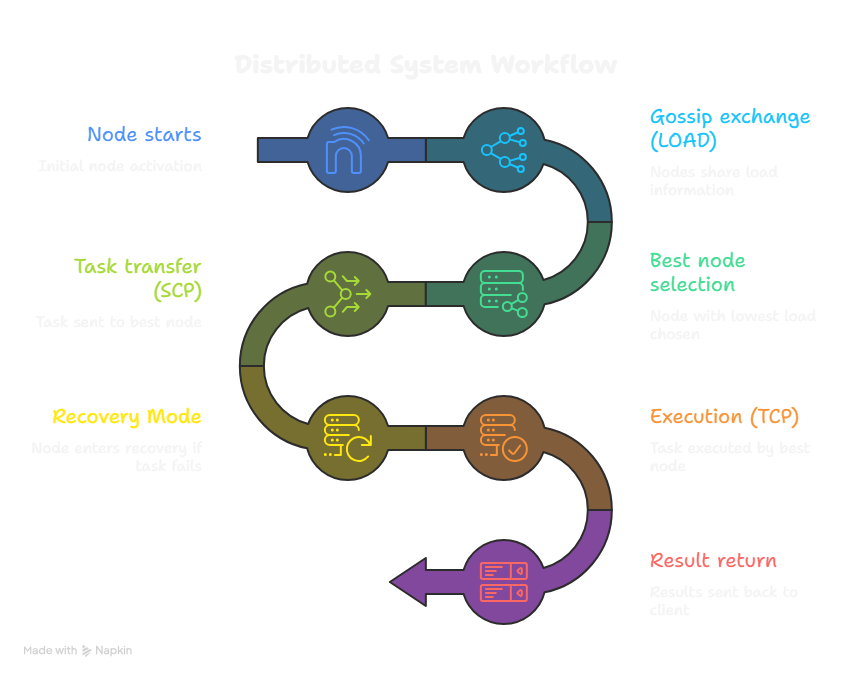 Distributed System Workflow
Node starts
Initial node activation
Gossip exchange
(LOAD)
Nodes share load
information
Best node
selection
Node with lowest load
chosen
Task transfer
(SCP)
Task sent to best node
Recovery Mode
Node enters recovery if
task fails
Execution (TCP)
Task executed by best
node
Result return
Results sent back to
client
Made with Napkin